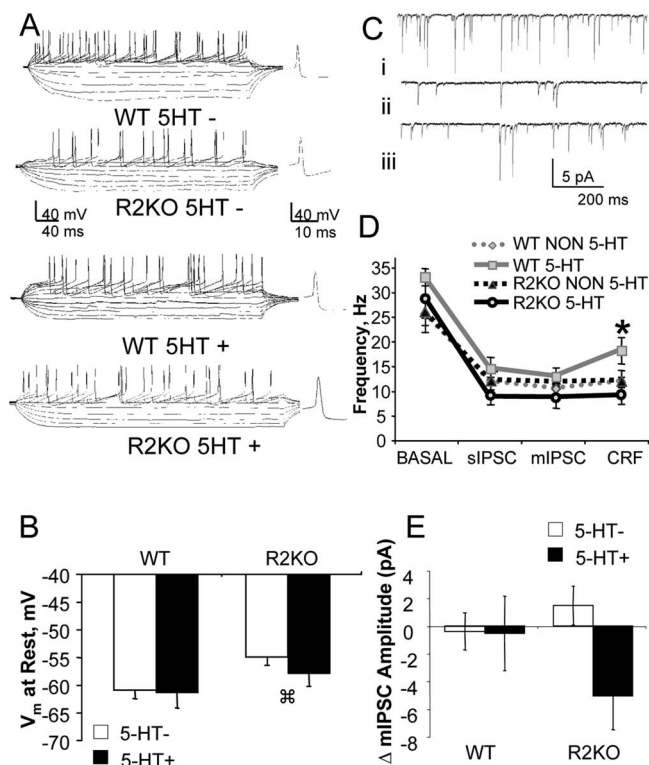 A
WT 5HT -
R2KO 5HT -
40 mV
40 ms
40 mV
10 ms
WT 5HT +
R2KO 5HT +
B
WT
R2KO
-40
-45
-50
-55
-60
-65
-70
Vm at Rest, mV
⌘
5-HT-
5-HT+
C
i
ii
iii
5 pA
200 ms
D
WT NON 5-HT
WT 5-HT
R2KO NON 5-HT
R2KO 5-HT
*
35
30
25
20
15
10
5
0
Frequency, Hz
BASAL
sIPSC
mIPSC
CRF
E
5-HT-
5-HT+
4
2
0
-2
-4
-6
-8
Δ mIPSC Amplitude (pA)
WT
R2KO